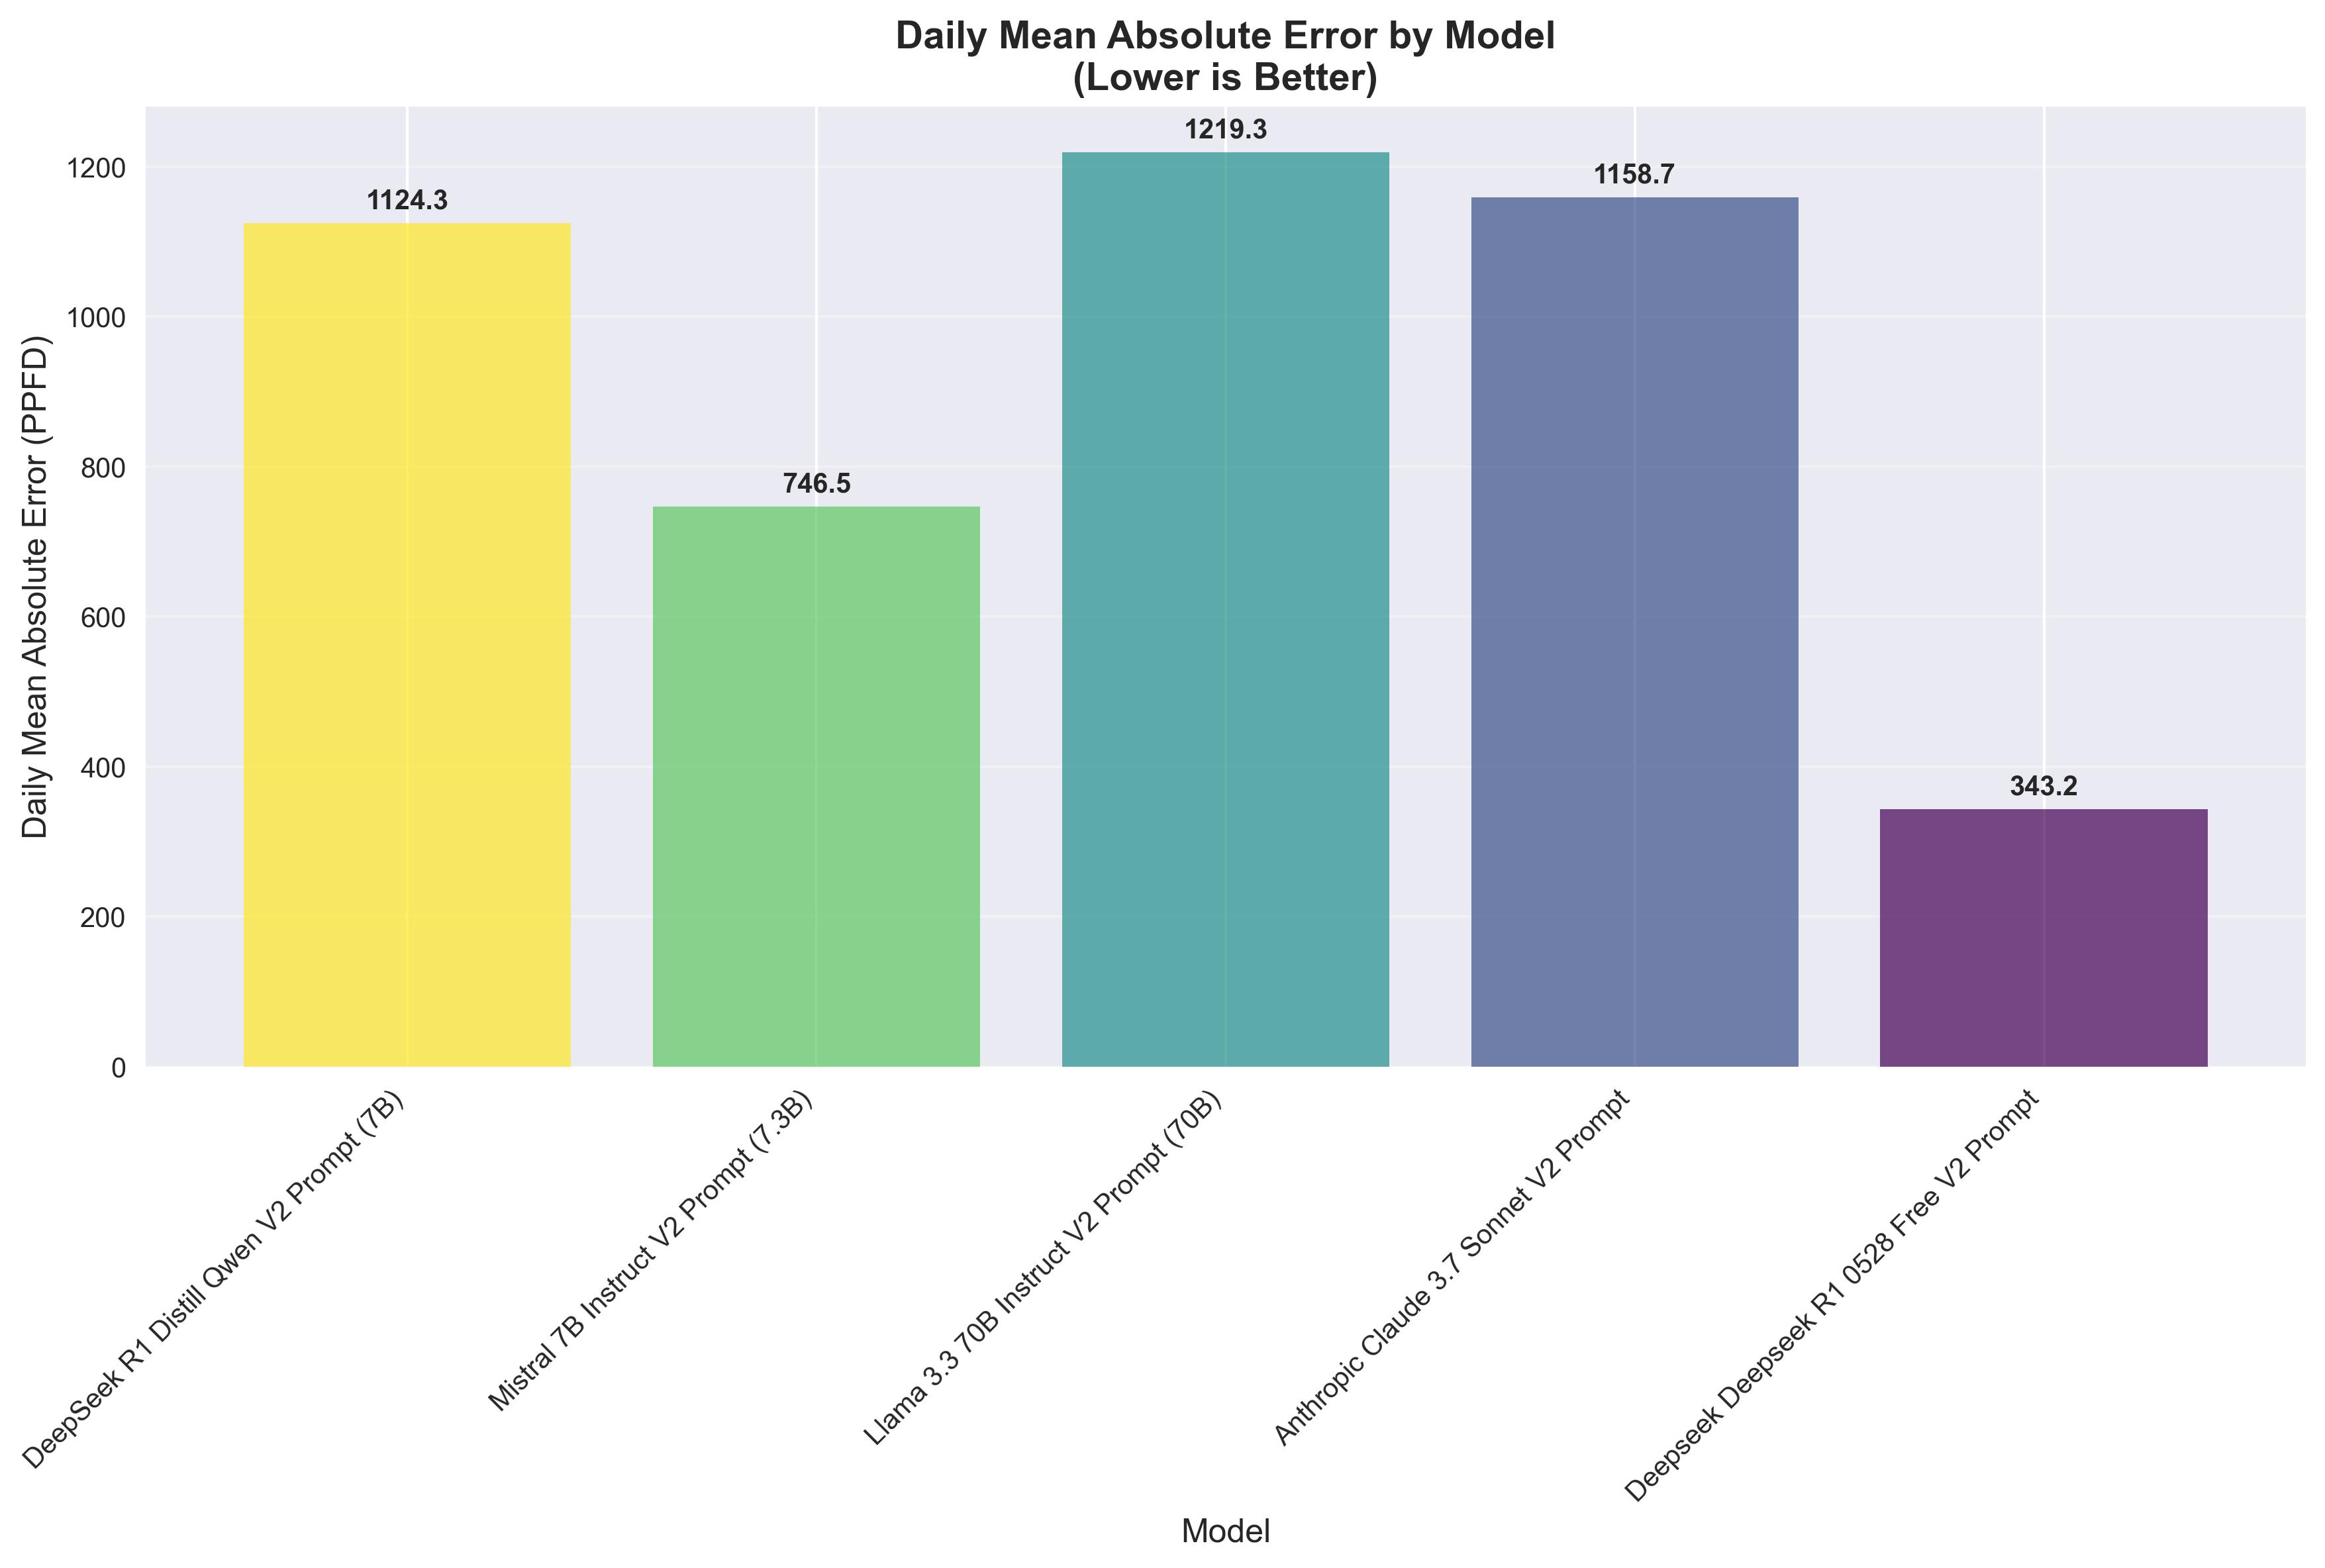 Daily Mean Absolute Error by Model
(Lower is Better)
Daily Mean Absolute Error (PPFD)
1200
1000
800
600
400
200
0
1124.3
746.5
1219.3
1158.7
343.2
DeepSeek R1 Distill Qwen V2 Prompt (7B)
Mistral 7B Instruct V2 Prompt (7.3B)
Llama 3.3 70B Instruct V2 Prompt (70B)
Anthropic Claude 3.7 Sonnet V2 Prompt
Deepseek Deepseek R1 0528 Free V2 Prompt
Model